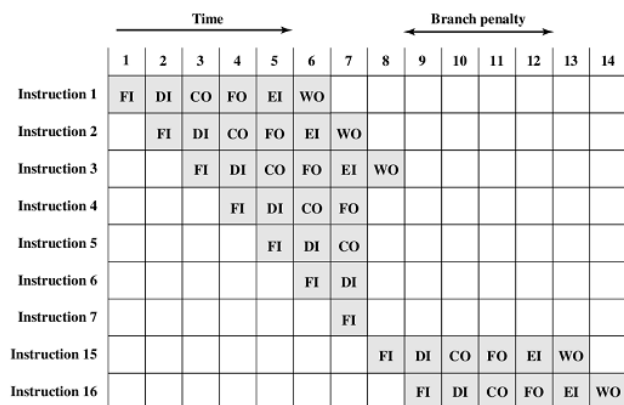 Time Branch penalty
1 2 3 4 5 6 7 8 9 10 11 12 13 14
Instruction 1 FI DI CO FO EI WO
Instruction 2 FI DI CO FO EI WO
Instruction 3 FI DI CO FO EI WO
Instruction 4 FI DI CO FO
Instruction 5 FI DI CO
Instruction 6 FI DI
Instruction 7 FI
Instruction 15 FI DI CO FO EI WO
Instruction 16 FI DI CO FO EI WO